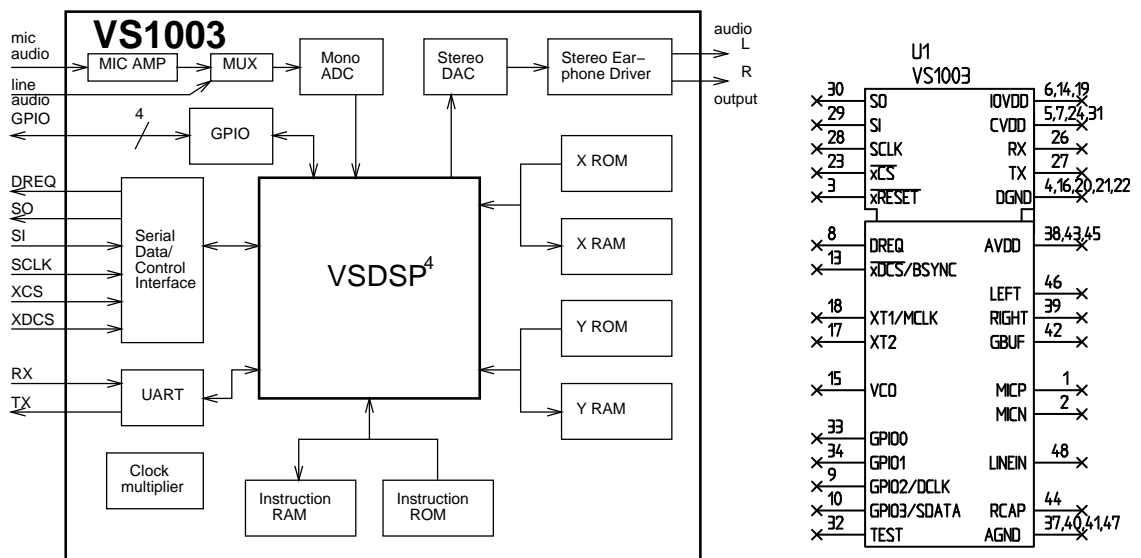 VS1003
mic
audio
MIC AMP
MUX
Mono
ADC
Stereo
DAC
Stereo Ear–
phone Driver
audio
L
R
output
line
audio
GPIO
4
GPIO
X ROM
DREQ
SO
SI
SCLK
XCS
XDCS
Serial
Data/
Control
Interface
VSDSP4
X RAM
Y ROM
RX
TX
UART
Y RAM
Clock
multiplier
Instruction
RAM
Instruction
ROM
U1
VS1003
30 SO IOVDD 6,14,19
29 SI CVDD 5,7,24,31
28 SCLK RX 26
23 xCS TX 27
3 xRESET DGND 4,16,20,21,22
8 DREQ AVDD 38,43,45
13 xDCS/BSYNC
LEFT 46
18 XT1/MCLK RIGHT 39
17 XT2 GBUF 42
15 VCO MICP 1
MICN 2
33 GPIO0
34 GPIO1 LINEIN 48
9 GPIO2/DCLK
10 GPIO3/SDATA RCAP 44
32 TEST AGND 37,40,41,47